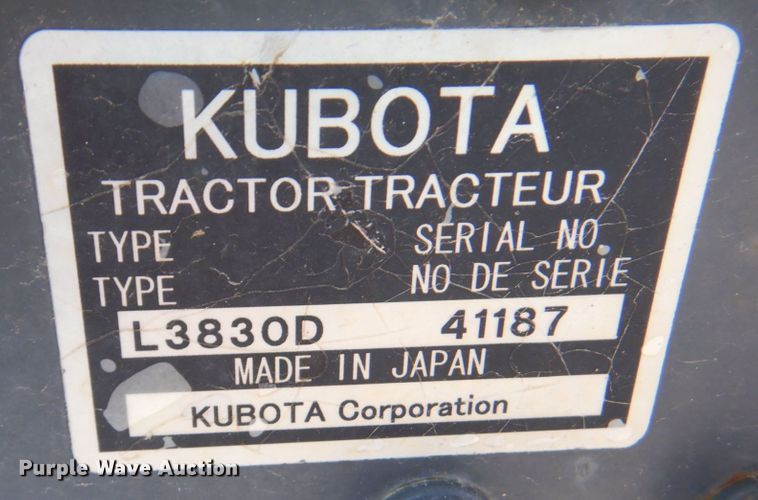 KUBOTA
TRACTOR TRACTEUR
TYPE SERIAL NO
TYPE NO DE SERIE
L3830D 41187
MADE IN JAPAN
KUBOTA Corporation
Purple Wave Auction